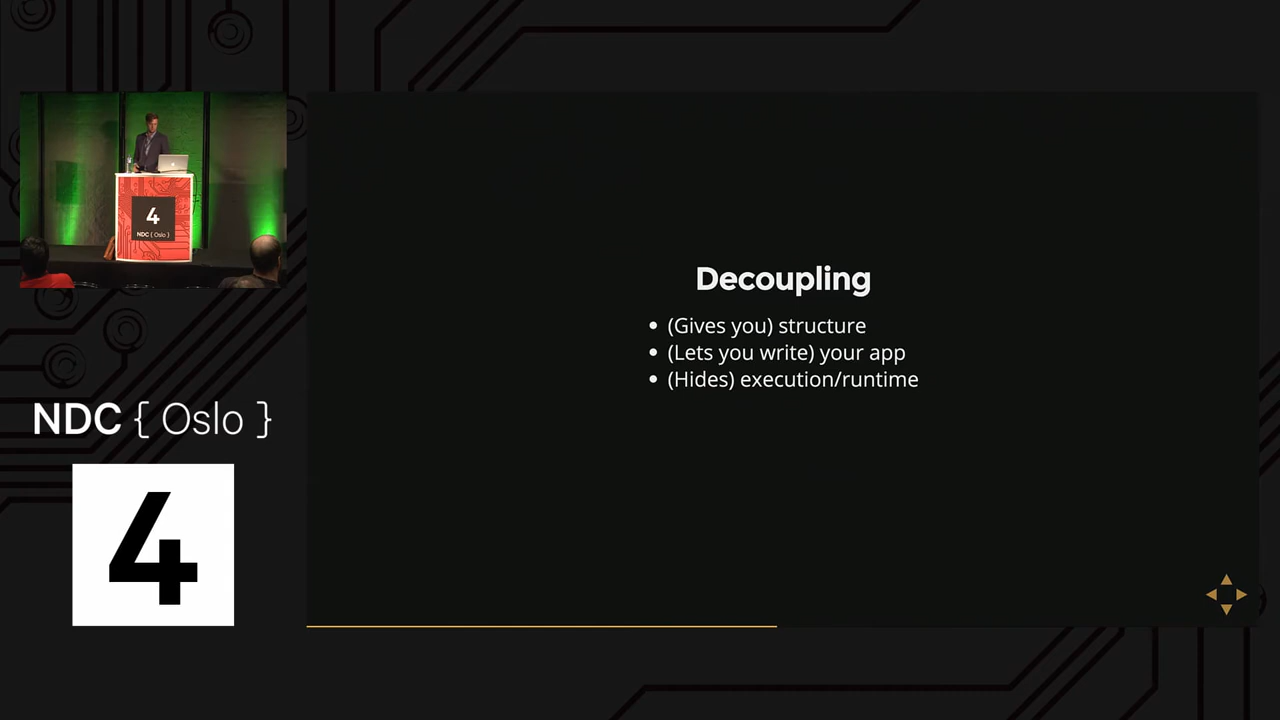 4
NDC { Oslo }
NDC { Oslo }
4
Decoupling
(Gives you) structure
(Lets you write) your app
(Hides) execution/runtime